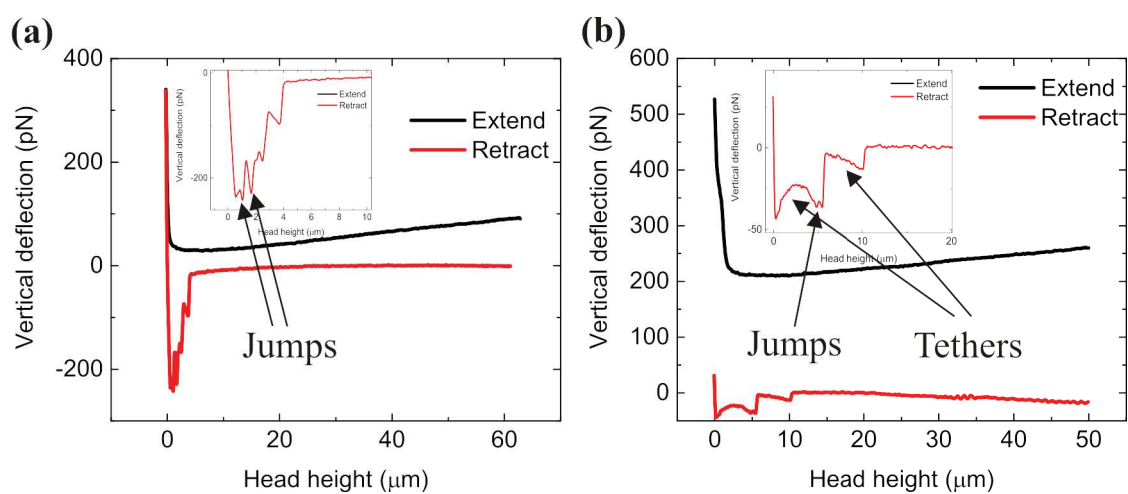 (a)
400
200
0
-200
0
20
40
60
Vertical deflection (pN)
Head height (μm)
Extend
Retract
0
-200
0
2
4
6
8
10
Vertical deflection (pN)
Head height (μm)
Extend
Retract
Jumps
(b)
600
500
400
300
200
100
0
0
10
20
30
40
50
Vertical deflection (pN)
Head height (μm)
Extend
Retract
0
-50
0
10
20
Vertical deflection (pN)
Head height (μm)
Extend
Retract
Jumps
Tethers